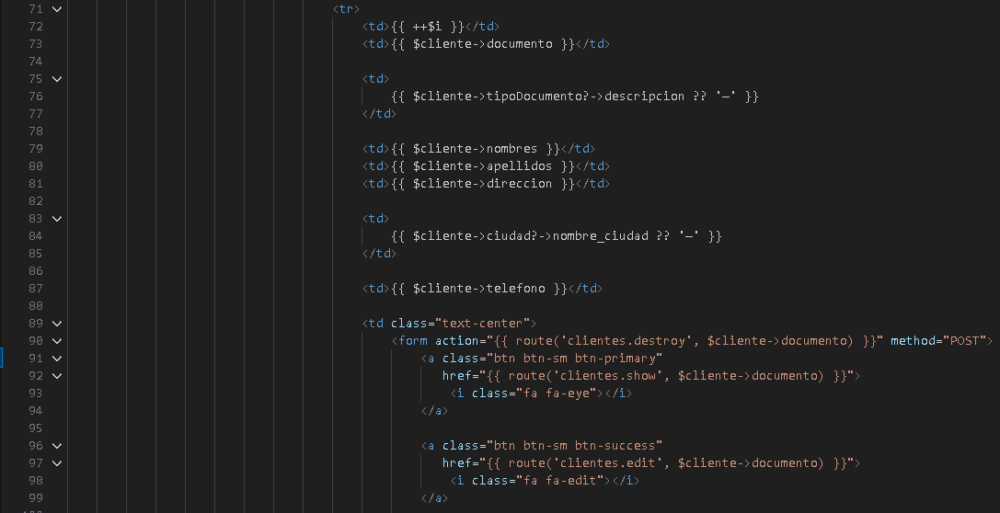 71 <tr>
72 <td>{{ ++$i }}</td>
73 <td>{{ $cliente->documento }}</td>
74
75 <td>
76 {{ $cliente->tipoDocumento?->descripcion ?? '—' }}
77 </td>
78
79 <td>{{ $cliente->nombres }}</td>
80 <td>{{ $cliente->apellidos }}</td>
81 <td>{{ $cliente->direccion }}</td>
82
83 <td>
84 {{ $cliente->ciudad?->nombre_ciudad ?? '—' }}
85 </td>
86
87 <td>{{ $cliente->telefono }}</td>
88
89 <td class="text-center">
90 <form action="{{ route('clientes.destroy', $cliente->documento) }}" method="POST">
91 <a class="btn btn-sm btn-primary"
92 href="{{ route('clientes.show', $cliente->documento) }}">
93 <i class="fa fa-eye"></i>
94 </a>
95
96 <a class="btn btn-sm btn-success"
97 href="{{ route('clientes.edit', $cliente->documento) }}">
98 <i class="fa fa-edit"></i>
99 </a>